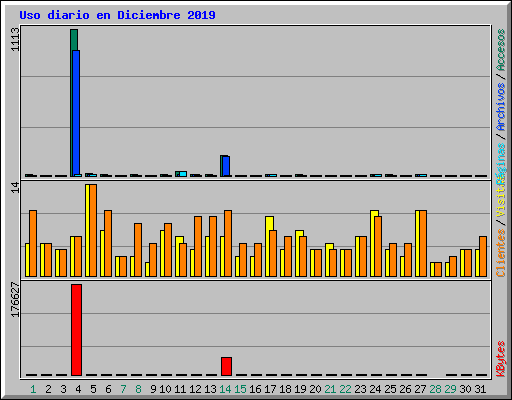 Uso diario en Diciembre 2019
1113
14
176627
Clientes / Visitas
Páginas / Archivos / Accesos
KBytes
1 2 3 4 5 6 7 8 9 10 11 12 13 14 15 16 17 18 19 20 21 22 23 24 25 26 27 28 29 30 31